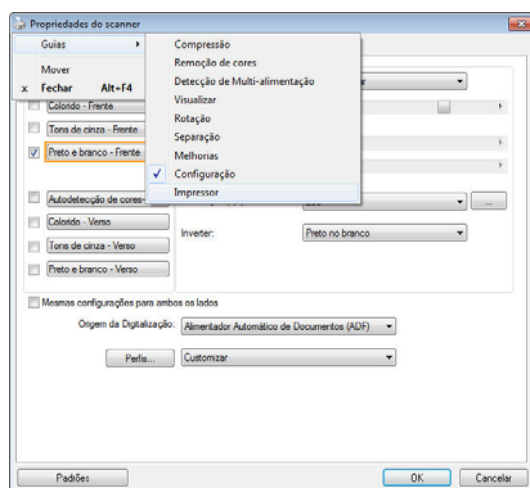 Propriedades do scanner
Guias
Mover
x Fechar Alt+F4
Compressão
Remoção de cores
Detecção de Multi-alimentação
Visualizar
Rotação
Separação
Melhorias
Configuração
Impressor
Colorido - Frente
Tons de cinza - Frente
Preto e branco - Frente
Autodetecção de cores-
Colorido - Verso
Inverter: Preto no branco
Tons de cinza - Verso
Preto e branco - Verso
Mesmas configurações para ambos os lados
Origem da Digitalização: Alimentador Automático de Documentos (ADF)
Perfis... Customizar
Padrões OK Cancelar